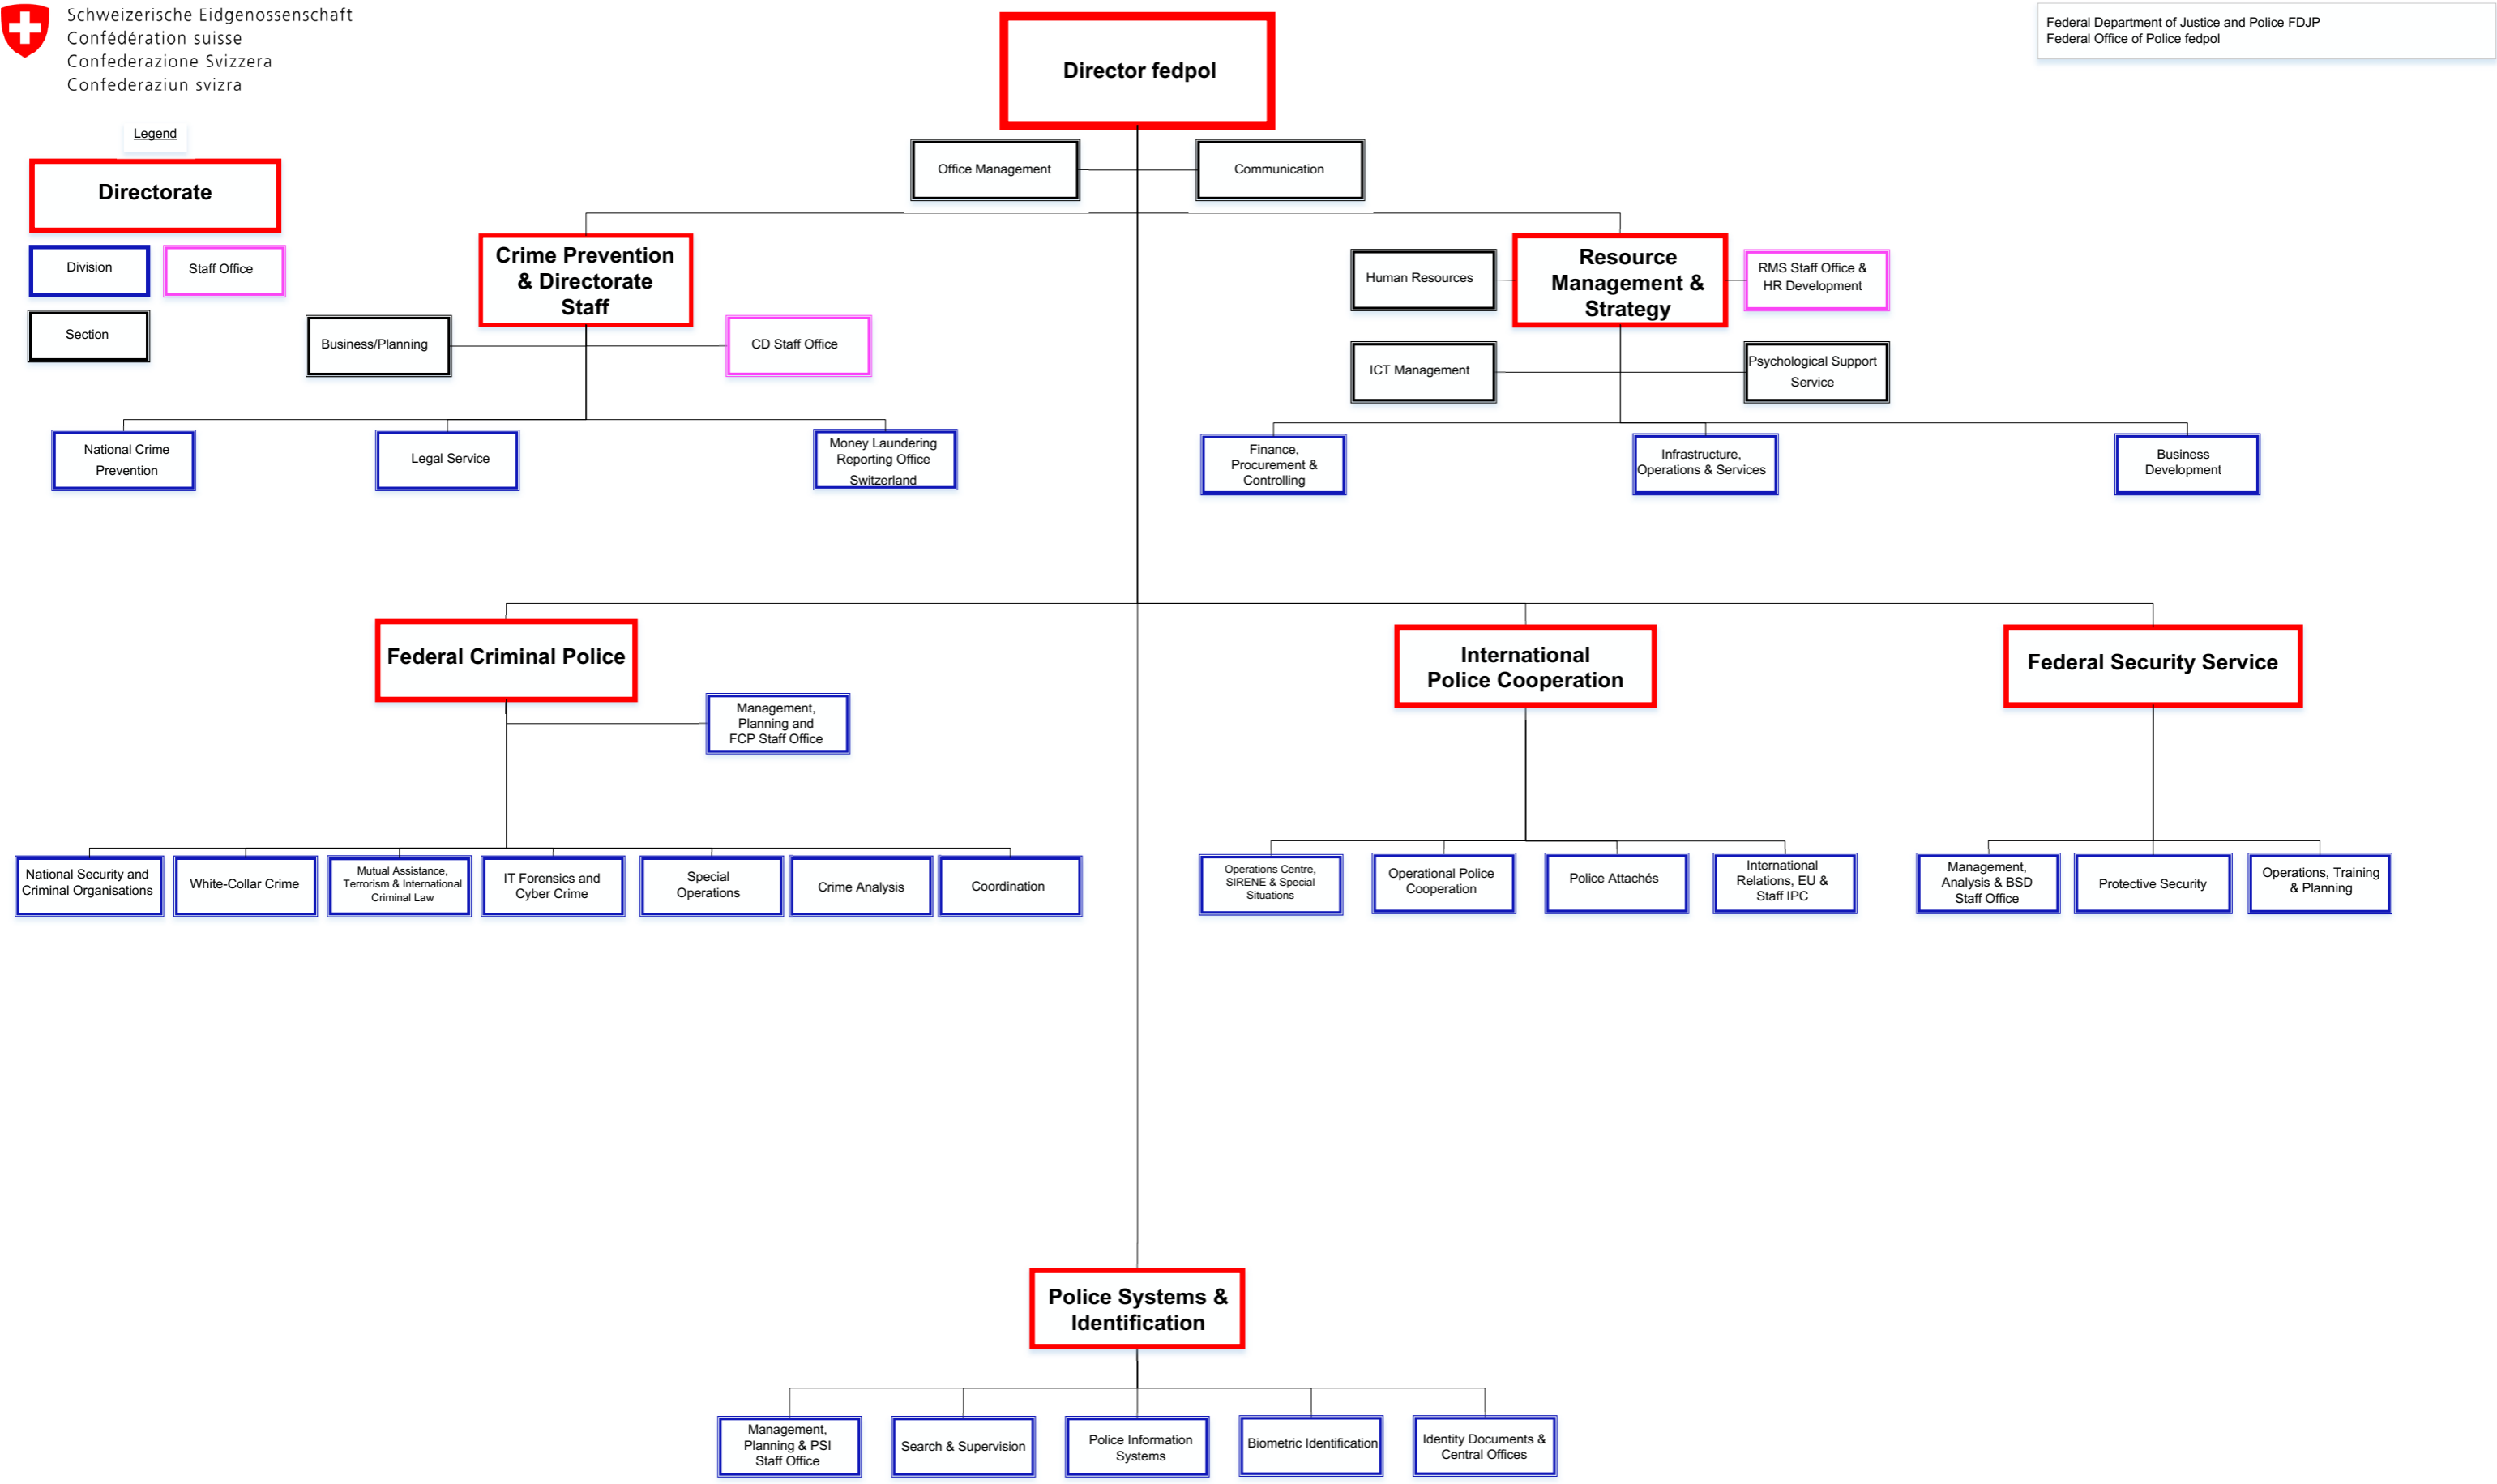 Schweizerische Eidgenossenschaft
Confédération suisse
Confederazione Svizzera
Confederaziun svizra
Federal Department of Justice and Police FDJP
Federal Office of Police fedpol
Director fedpol
Legend
Directorate
Division
Staff Office
Section
Office Management
Communication
Crime Prevention
& Directorate
Staff
Business/Planning
CD Staff Office
National Crime
Prevention
Legal Service
Money Laundering
Reporting Office
Switzerland
Resource
Management &
Strategy
Human Resources
RMS Staff Office &
HR Development
ICT Management
Psychological Support
Service
Finance,
Procurement &
Controlling
Infrastructure,
Operations & Services
Business
Development
Federal Criminal Police
Management,
Planning and
FCP Staff Office
National Security and
Criminal Organisations
White-Collar Crime
Mutual Assistance,
Terrorism & International
Criminal Law
IT Forensics and
Cyber Crime
Special
Operations
Crime Analysis
Coordination
International
Police Cooperation
Operations Centre,
SIRENE & Special
Situations
Operational Police
Cooperation
Police Attachés
International
Relations, EU &
Staff IPC
Federal Security Service
Management,
Analysis & BSD
Staff Office
Protective Security
Operations, Training
& Planning
Police Systems &
Identification
Management,
Planning & PSI
Staff Office
Search & Supervision
Police Information
Systems
Biometric Identification
Identity Documents &
Central Offices